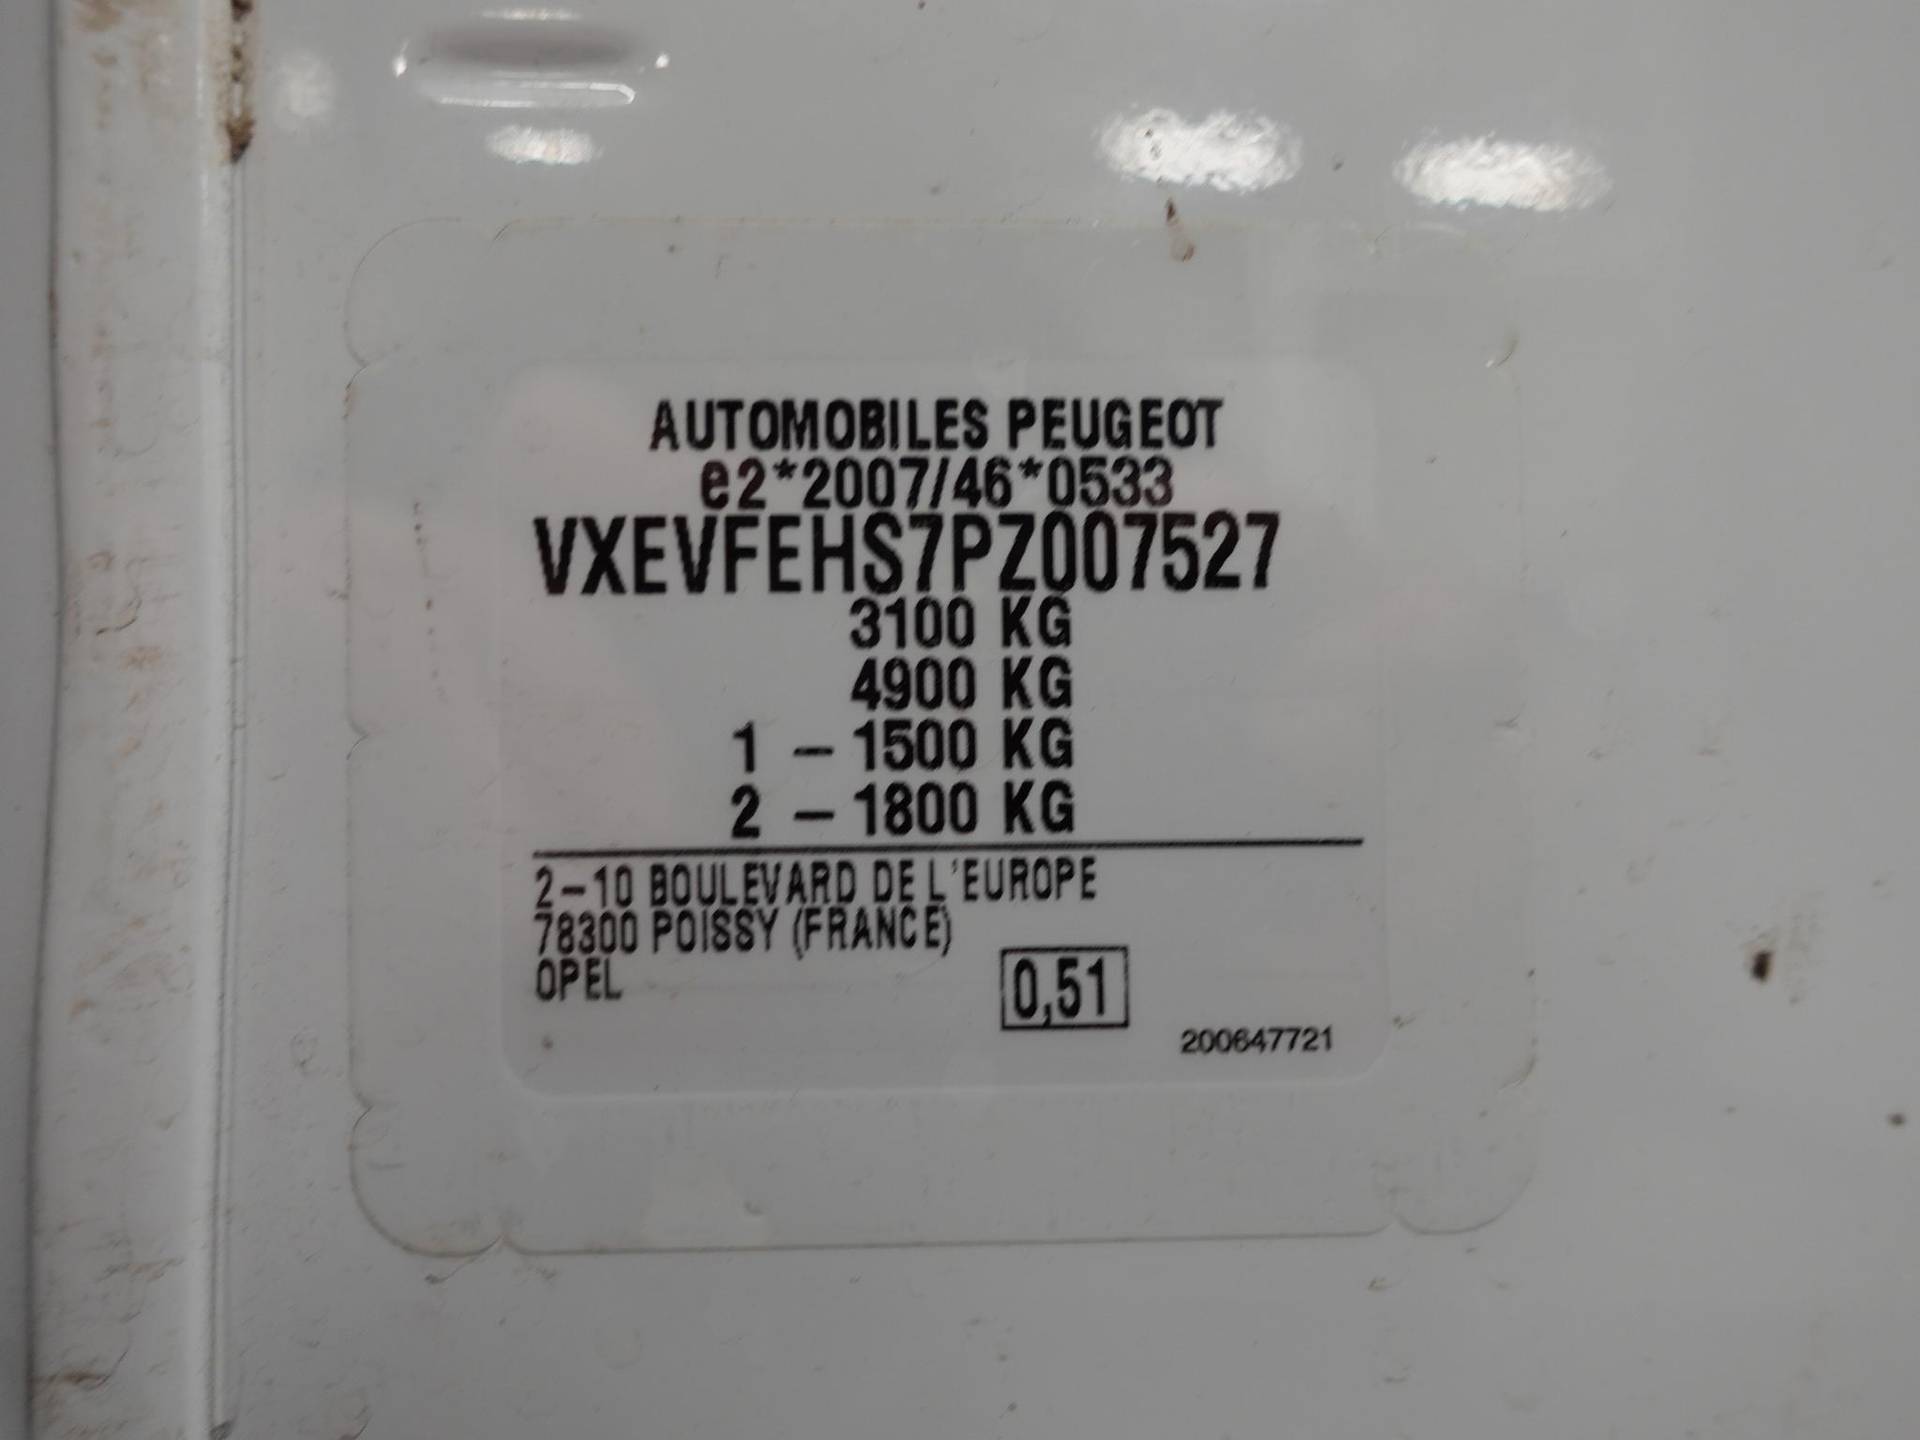 AUTOMOBILES PEUGEOT
e2*2007/46*0533
VXEVFEHS7PZ007527
3100 KG
4900 KG
1 – 1500 KG
2 – 1800 KG
2–10 BOULEVARD DE L'EUROPE
78300 POISSY (FRANCE)
OPEL
0,51
200647721